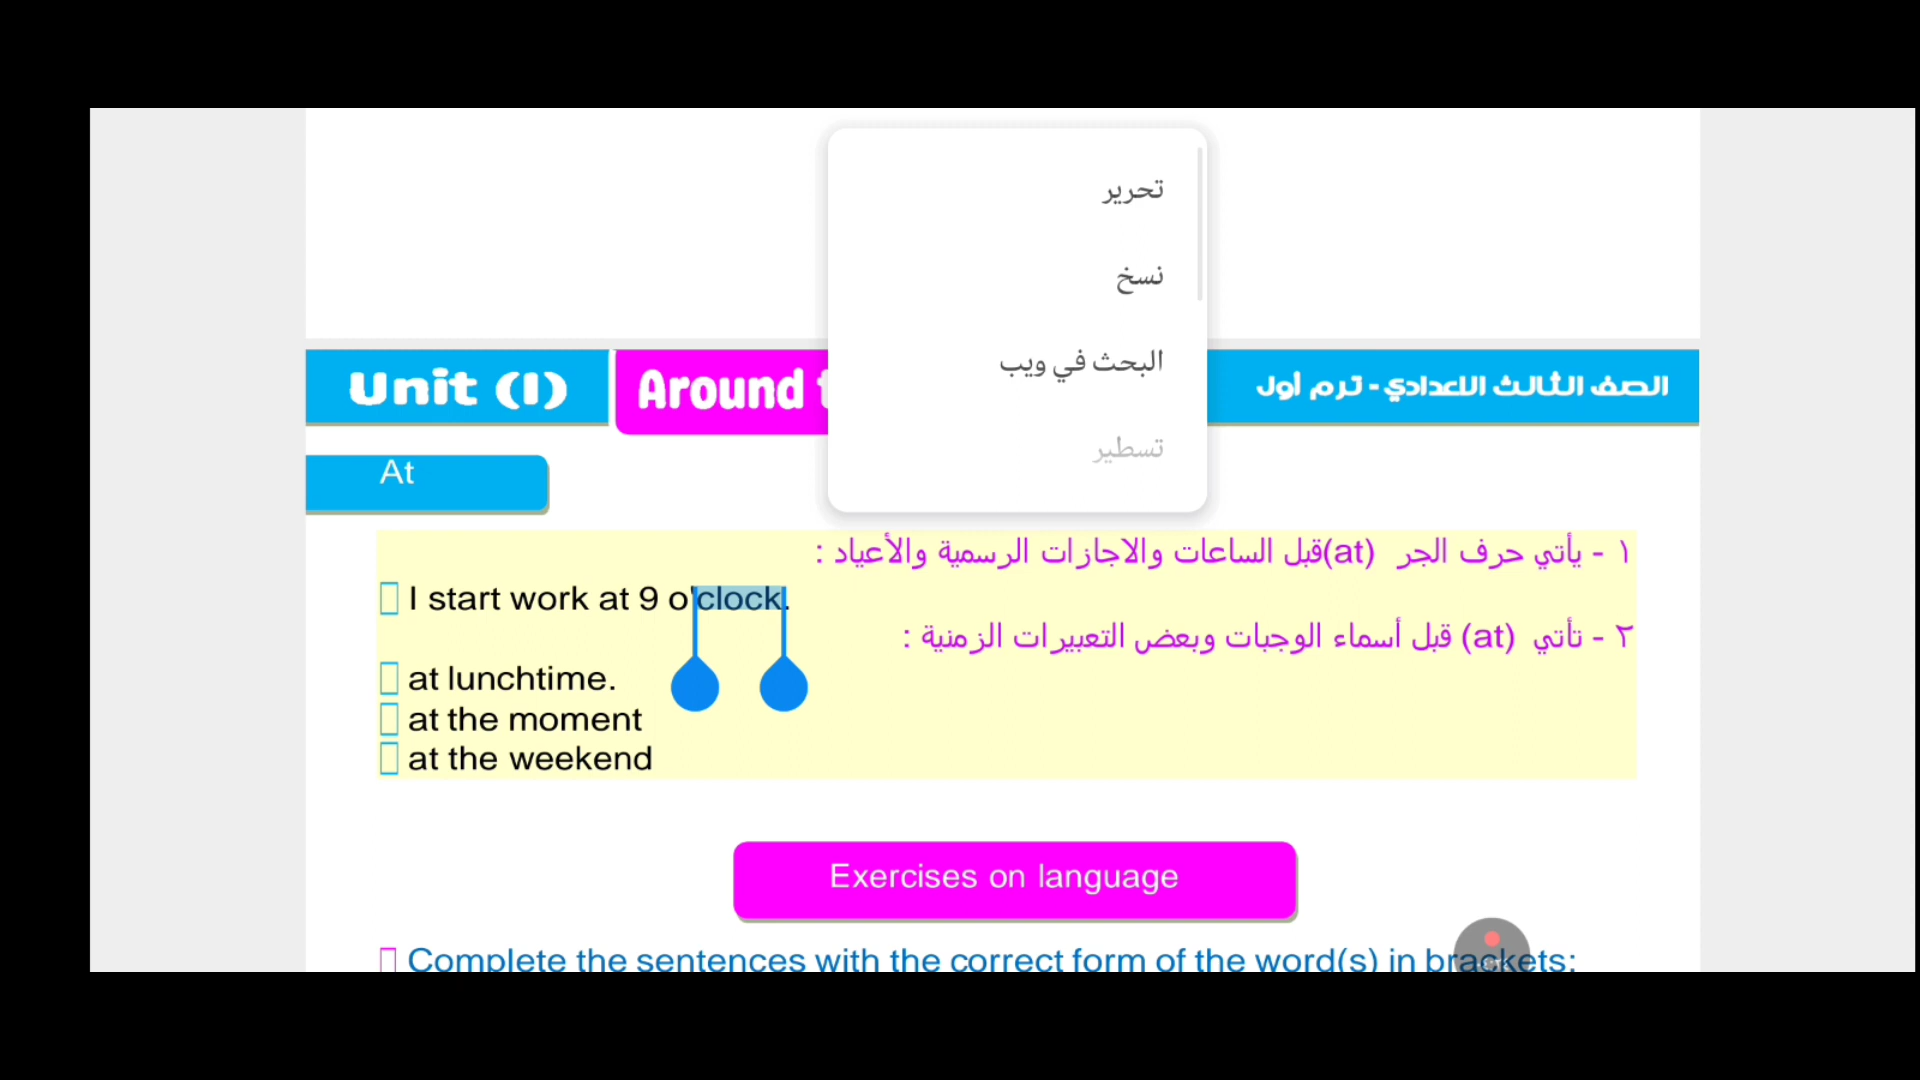 تحرير
نسخ
البحث في ويب
تسطير
Unit (1) Around الصف الثالث الاعدادي - ترم أول
At
١ - يأتي حرف الجر (at)قبل الساعات والاجازات الرسمية والأعياد :
I start work at 9 o'clock.
٢ - تأتي (at) قبل أسماء الوجبات وبعض التعبيرات الزمنية :
at lunchtime.
at the moment
at the weekend
Exercises on language
Complete the sentences with the correct form of the word(s) in brackets: